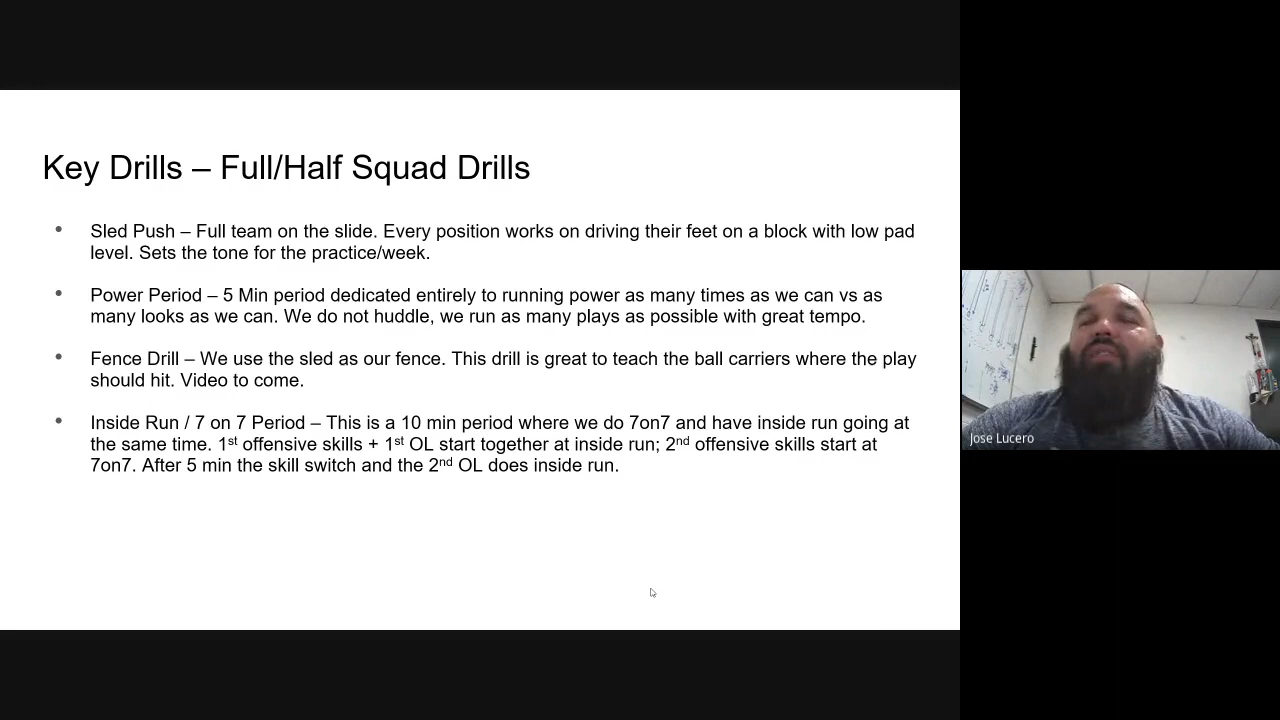 Key Drills – Full/Half Squad Drills
• Sled Push – Full team on the slide. Every position works on driving their feet on a block with low pad
level. Sets the tone for the practice/week.
• Power Period – 5 Min period dedicated entirely to running power as many times as we can vs as
many looks as we can. We do not huddle, we run as many plays as possible with great tempo.
• Fence Drill – We use the sled as our fence. This drill is great to teach the ball carriers where the play
should hit. Video to come.
• Inside Run / 7 on 7 Period – This is a 10 min period where we do 7on7 and have inside run going at
the same time. 1st offensive skills + 1st OL start together at inside run; 2nd offensive skills start at
7on7. After 5 min the skill switch and the 2nd OL does inside run.
Jose Lucero